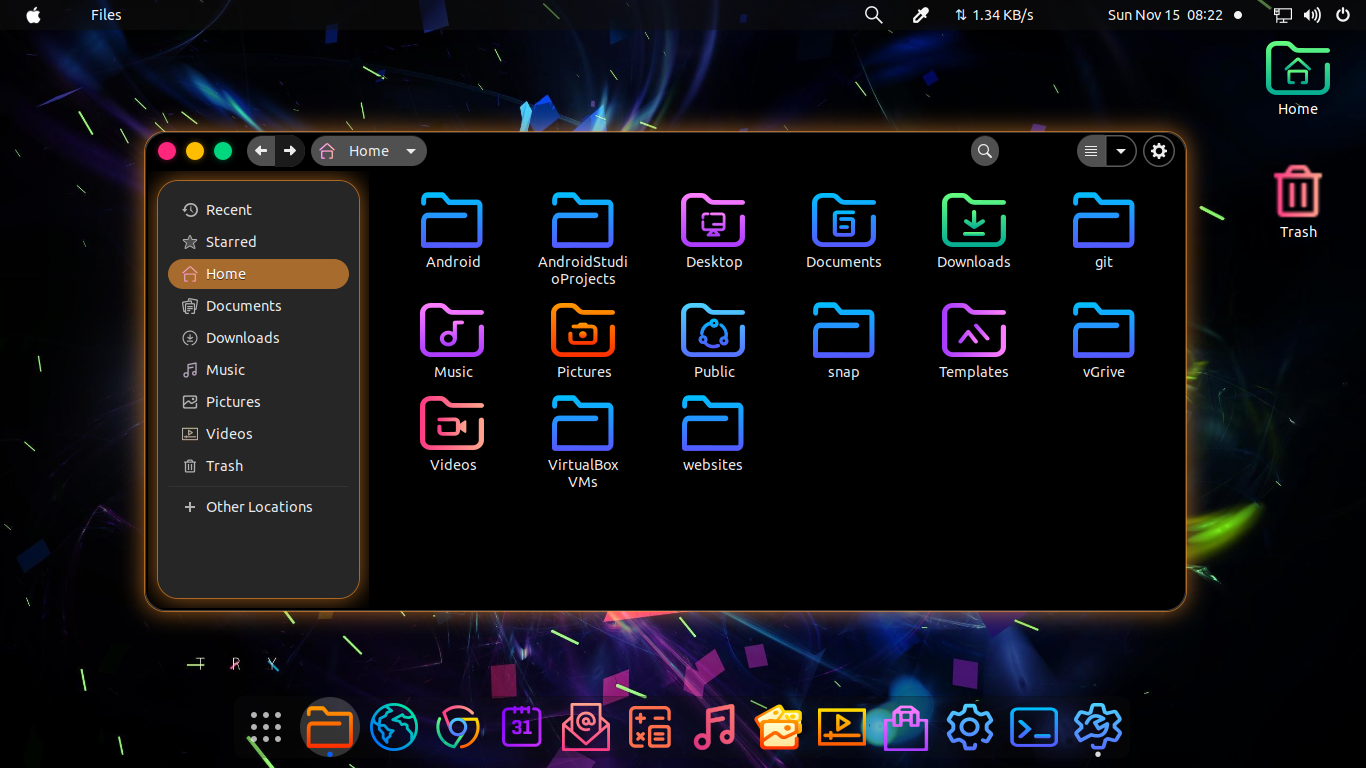 Files
1.34 KB/s
Sun Nov 15 08:22
Home
Trash
Home
Recent
Starred
Home
Documents
Downloads
Music
Pictures
Videos
Trash
Other Locations
Android
AndroidStudi
oProjects
Desktop
Documents
Downloads
git
Music
Pictures
Public
snap
Templates
vGrive
Videos
VirtualBox
VMs
websites
T R Y
31
@